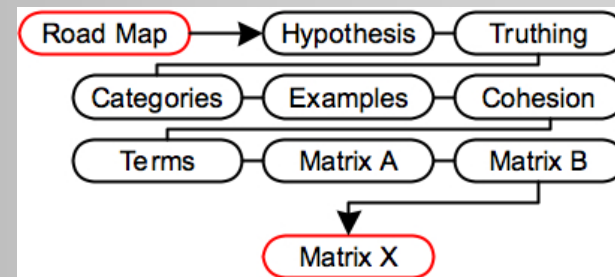 Road Map Hypothesis Truthing
Categories Examples Cohesion
Terms Matrix A Matrix B
Matrix X